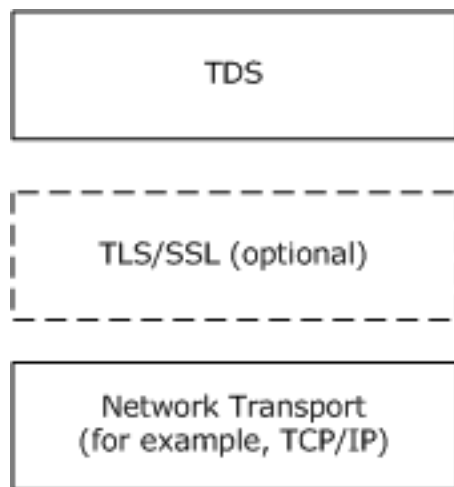 TDS
TLS/SSL (optional)
Network Transport
(for example, TCP/IP)